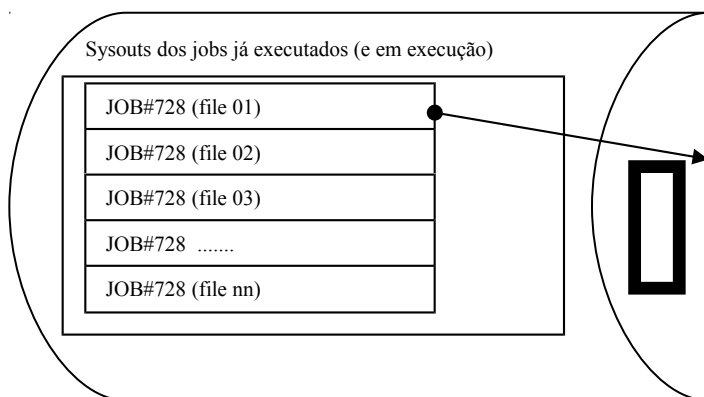 Sysouts dos jobs já executados (e em execução)
JOB#728 (file 01)
JOB#728 (file 02)
JOB#728 (file 03)
JOB#728 .......
JOB#728 (file nn)